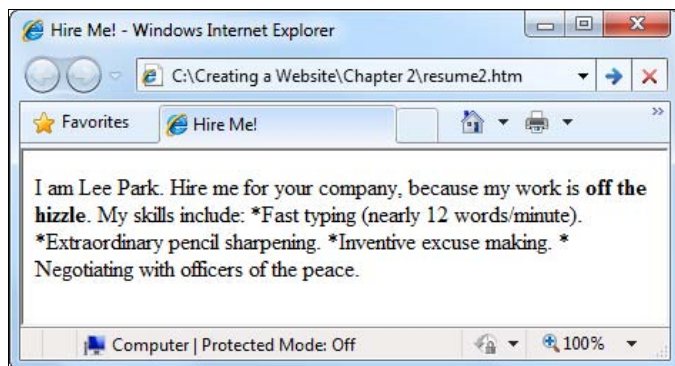 Hire Me! - Windows Internet Explorer
C:\Creating a Website\Chapter 2\resume2.htm
Favorites Hire Me! »
I am Lee Park. Hire me for your company, because my work is off the
hizzle. My skills include: *Fast typing (nearly 12 words/minute).
*Extraordinary pencil sharpening. *Inventive excuse making. *
Negotiating with officers of the peace.
Computer | Protected Mode: Off 100%